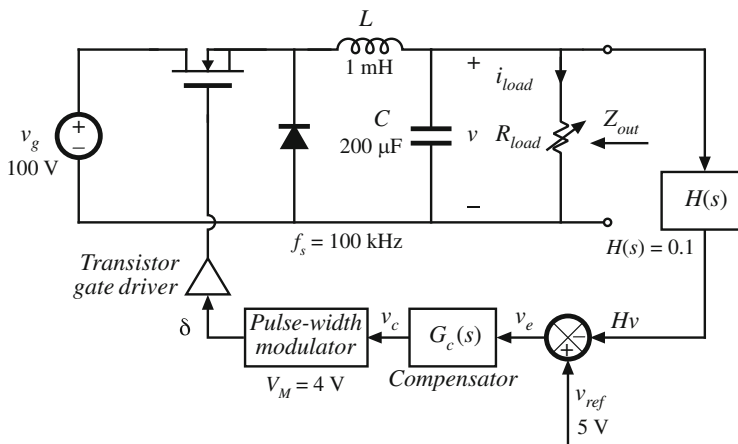 L
1 mH
+
i_load
v_g
100 V
+
−
C
200 μF
v
R_load
Z_out
−
H(s)
f_s = 100 kHz
H(s) = 0.1
Transistor
gate driver
δ
Pulse-width
modulator
V_M = 4 V
v_c
G_c(s)
Compensator
v_e
−
+
Hv
v_ref
5 V